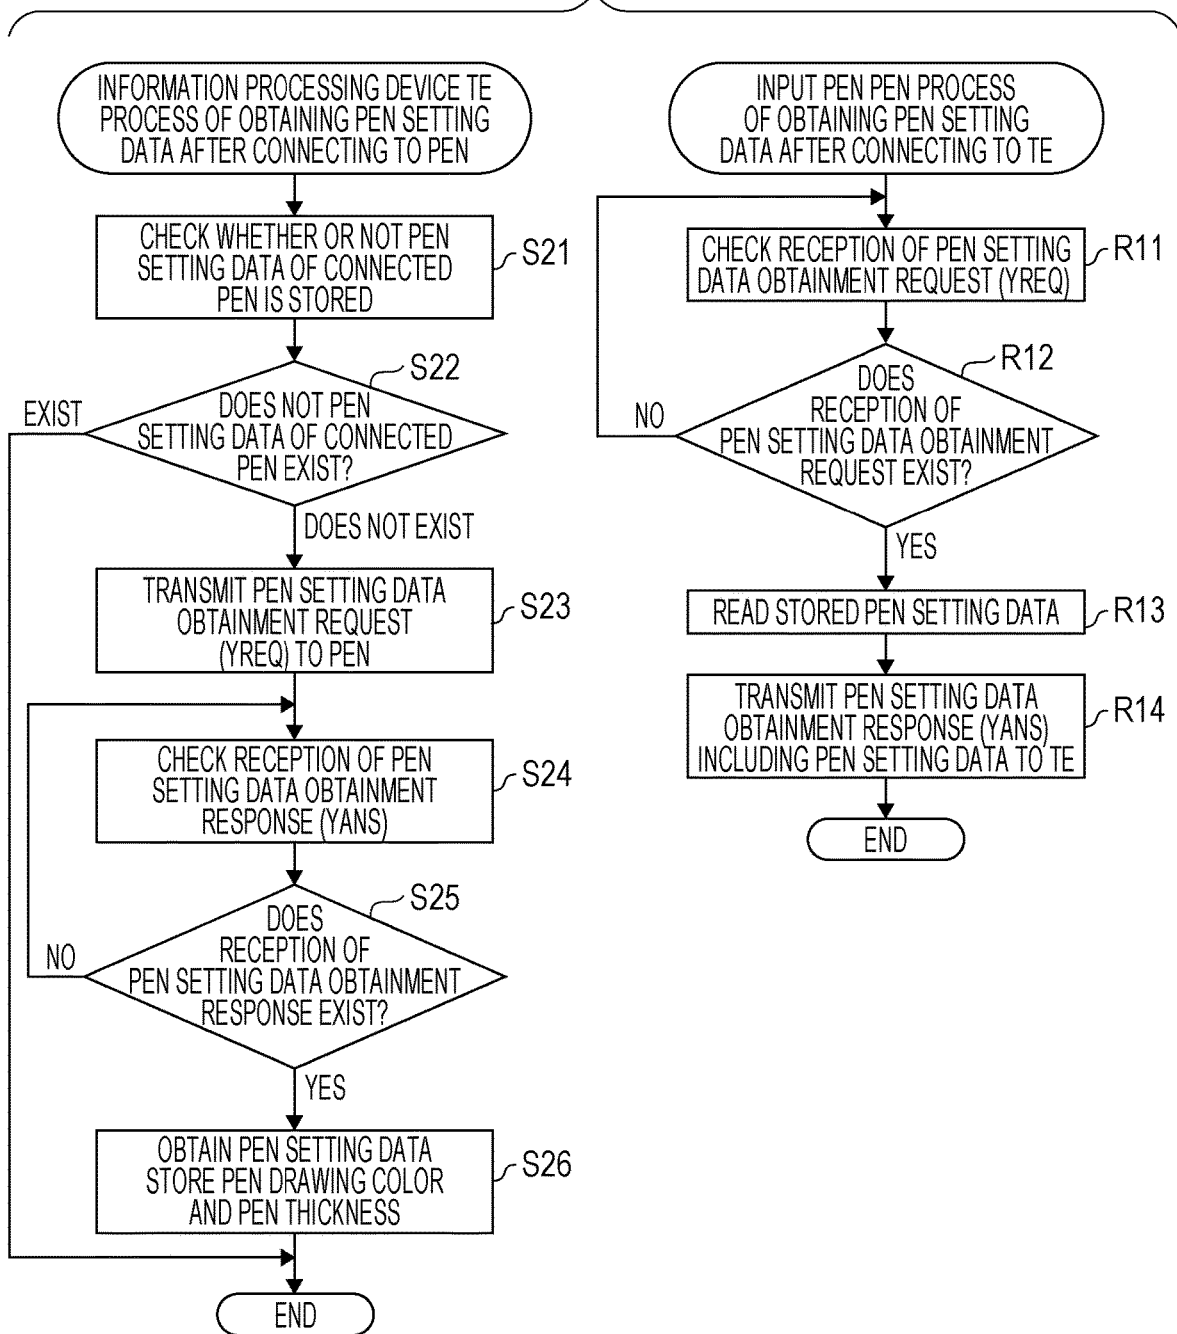 INFORMATION PROCESSING DEVICE TE
PROCESS OF OBTAINING PEN SETTING
DATA AFTER CONNECTING TO PEN
CHECK WHETHER OR NOT PEN
SETTING DATA OF CONNECTED
PEN IS STORED
S21
S22
DOES NOT PEN
SETTING DATA OF CONNECTED
PEN EXIST?
EXIST
DOES NOT EXIST
TRANSMIT PEN SETTING DATA
OBTAINMENT REQUEST
(YREQ) TO PEN
S23
CHECK RECEPTION OF PEN
SETTING DATA OBTAINMENT
RESPONSE (YANS)
S24
S25
DOES
RECEPTION OF
PEN SETTING DATA OBTAINMENT
RESPONSE EXIST?
NO
YES
OBTAIN PEN SETTING DATA
STORE PEN DRAWING COLOR
AND PEN THICKNESS
S26
END
INPUT PEN PEN PROCESS
OF OBTAINING PEN SETTING
DATA AFTER CONNECTING TO TE
CHECK RECEPTION OF PEN SETTING
DATA OBTAINMENT REQUEST (YREQ)
R11
R12
DOES
RECEPTION OF
PEN SETTING DATA OBTAINMENT
REQUEST EXIST?
NO
YES
READ STORED PEN SETTING DATA
R13
TRANSMIT PEN SETTING DATA
OBTAINMENT RESPONSE (YANS)
INCLUDING PEN SETTING DATA TO TE
R14
END